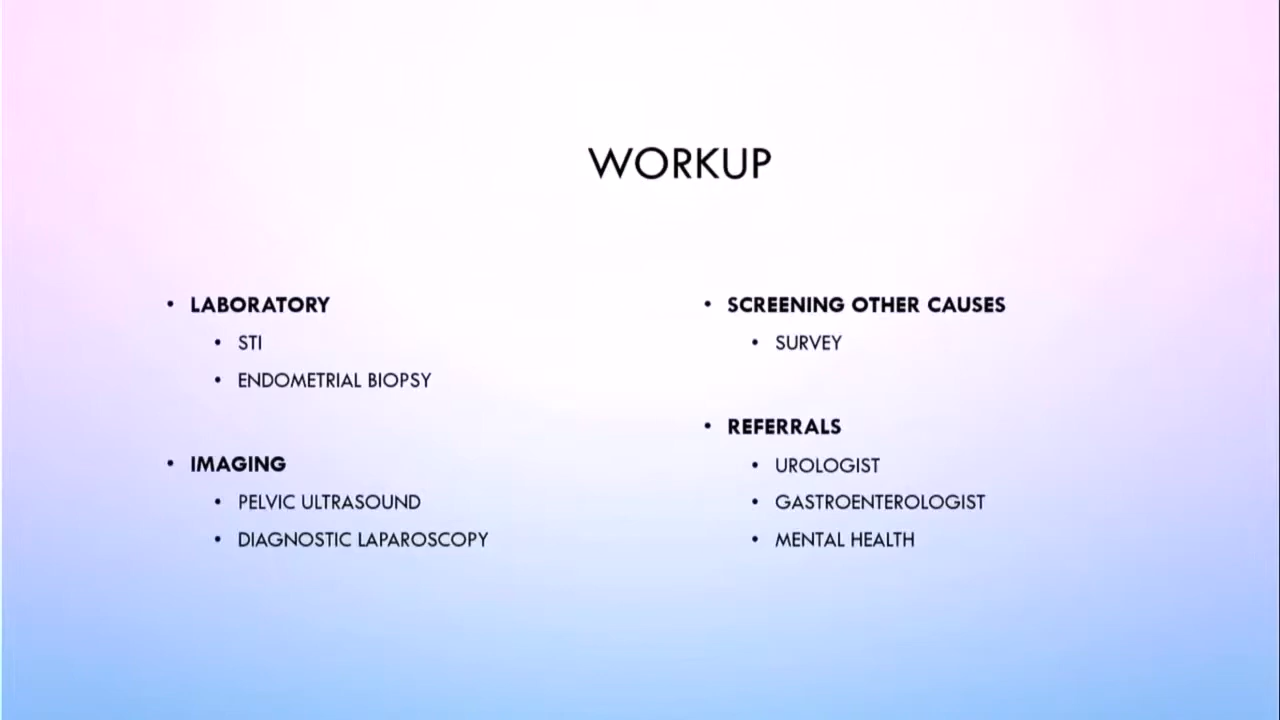 WORKUP
• LABORATORY
• STI
• ENDOMETRIAL BIOPSY
• IMAGING
• PELVIC ULTRASOUND
• DIAGNOSTIC LAPAROSCOPY
• SCREENING OTHER CAUSES
• SURVEY
• REFERRALS
• UROLOGIST
• GASTROENTEROLOGIST
• MENTAL HEALTH